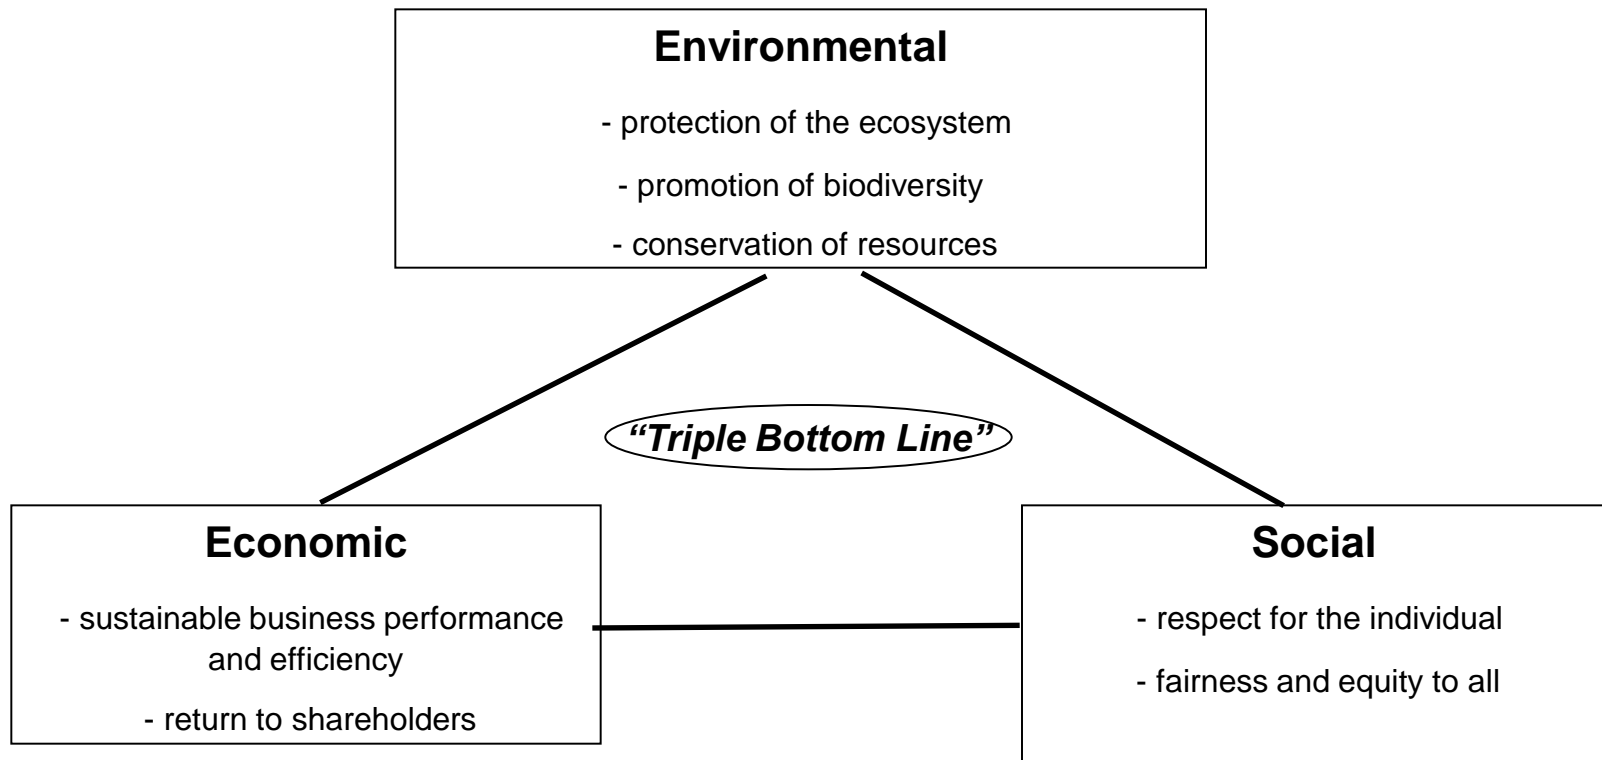 Environmental
- protection of the ecosystem
- promotion of biodiversity
- conservation of resources
“Triple Bottom Line”
Economic
- sustainable business performance
and efficiency
- return to shareholders
Social
- respect for the individual
- fairness and equity to all